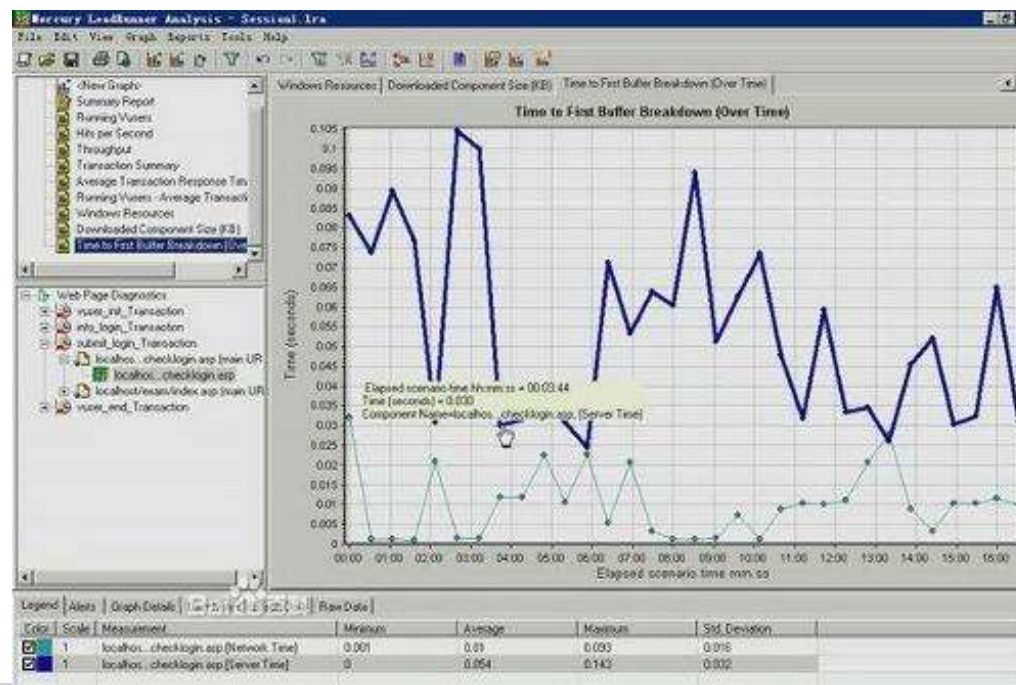 Mercury LoadRunner Analysis - Session1.lra
File Edit View Graph Reports Tools Help
<New Graph>
Summary Report
Running Vusers
Hits per Second
Throughput
Transaction Summary
Average Transaction Response Tim
Running Vusers - Average Transacti
Windows Resources
Downloaded Component Size (KB)
Time to First Buffer Breakdown (Ove
Web Page Diagnostics
vuser_init_Transaction
info_login_Transaction
submit_login_Transaction
localhos...checklogin.asp (main UR
localhos...checklogin.asp
localhost/exam/index.asp (main UR
vuser_end_Transaction
Windows Resources Downloaded Component Size (KB) Time to First Buffer Breakdown (Over Time)
Time to First Buffer Breakdown (Over Time)
Time (seconds)
0.105
0.1
0.095
0.09
0.085
0.08
0.075
0.07
0.065
0.06
0.055
0.05
0.045
0.04
0.035
0.03
0.025
0.02
0.015
0.01
0.005
0
Elapsed scenario time hh:mm:ss = 00:03:44
Time (seconds) = 0.030
Component Name=localhos...checklogin.asp, (Server Time)
00:00 01:00 02:00 03:00 04:00 05:00 06:00 07:00 08:00 09:00 10:00 11:00 12:00 13:00 14:00 15:00 16:00
Elapsed scenario time mm:ss
Legend Alerts Graph Details Raw Data
Color Scale Measurement Minimum Average Maximum Std. Deviation
1 localhos...checklogin.asp (Network Time) 0.001 0.01 0.093 0.016
1 localhos...checklogin.asp (Server Time) 0 0.054 0.143 0.032